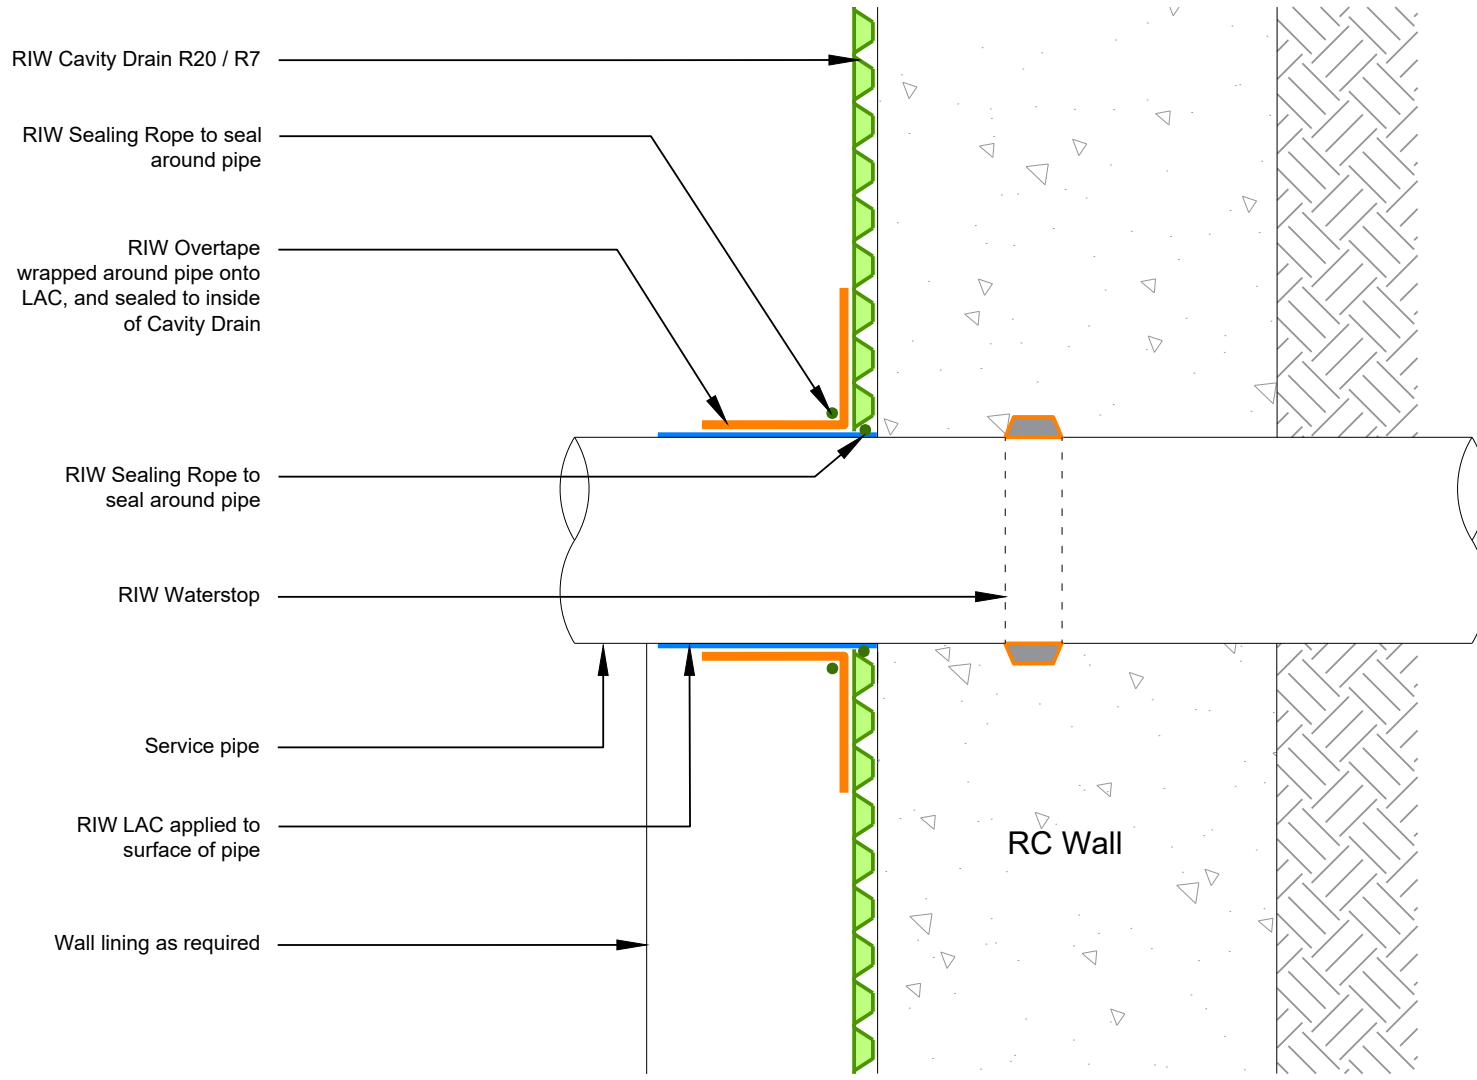 RIW Cavity Drain R20 / R7
RIW Sealing Rope to seal
around pipe
RIW Overtape
wrapped around pipe onto
LAC, and sealed to inside
of Cavity Drain
RIW Sealing Rope to
seal around pipe
RIW Waterstop
Service pipe
RIW LAC applied to
surface of pipe
RC Wall
Wall lining as required